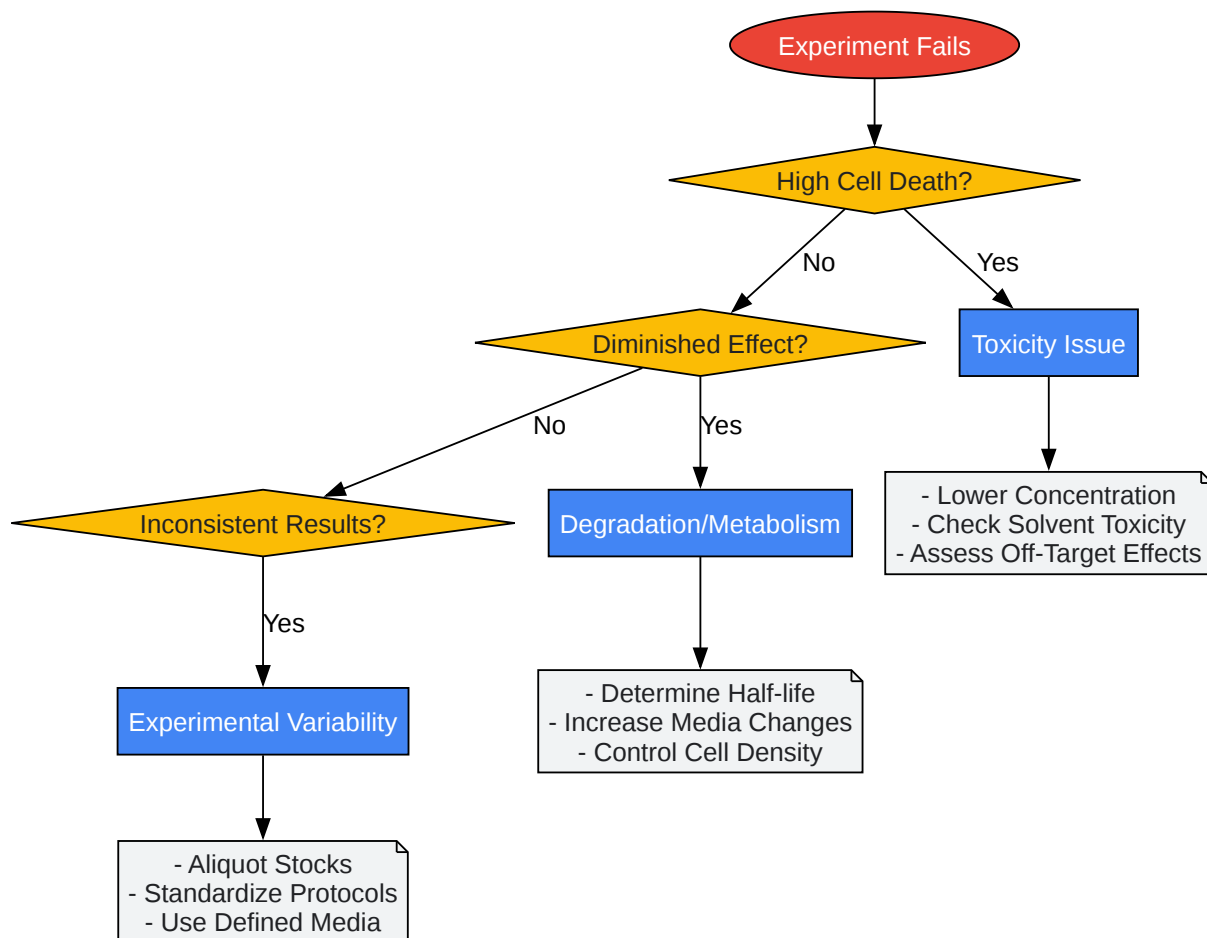 Experiment Fails
High Cell Death?
No
Yes
Diminished Effect?
Toxicity Issue
No
Yes
- Lower Concentration
- Check Solvent Toxicity
- Assess Off-Target Effects
Inconsistent Results?
Degradation/Metabolism
Yes
- Determine Half-life
- Increase Media Changes
- Control Cell Density
Experimental Variability
- Aliquot Stocks
- Standardize Protocols
- Use Defined Media